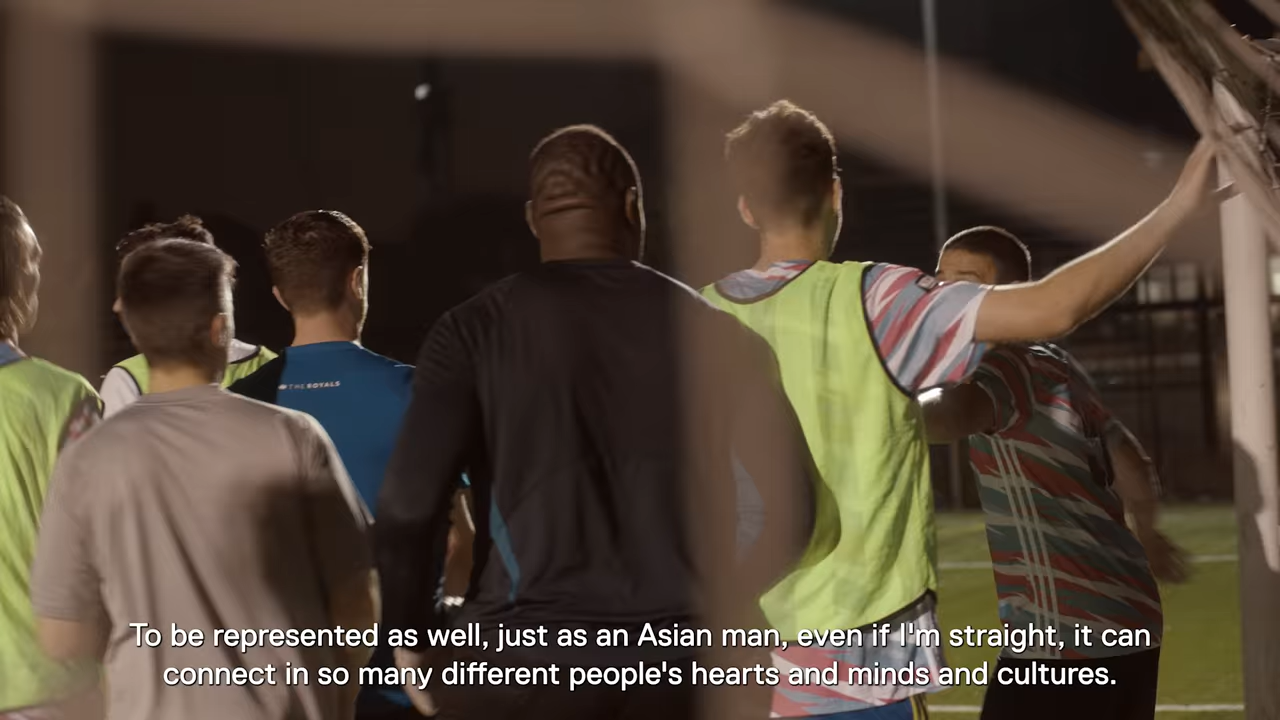 THE ROYALS
To be represented as well, just as an Asian man, even if I'm straight, it can
connect in so many different people's hearts and minds and cultures.